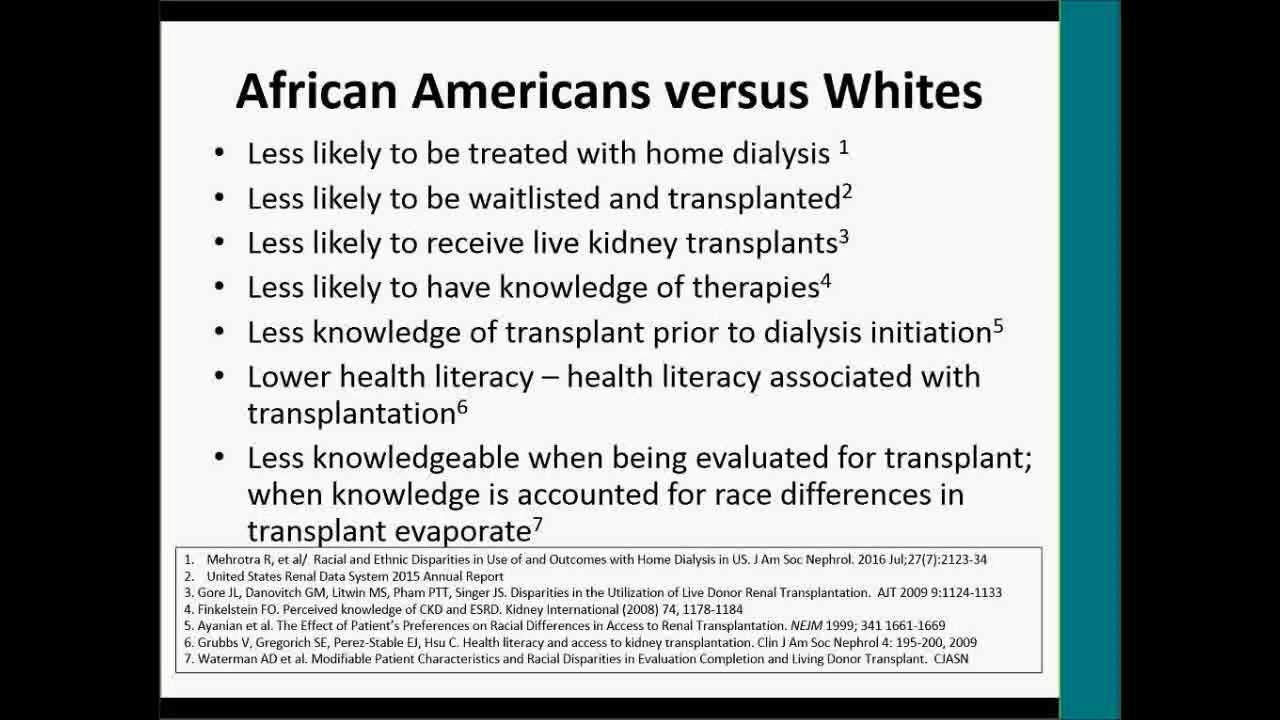 African Americans versus Whites
• Less likely to be treated with home dialysis 1
• Less likely to be waitlisted and transplanted2
• Less likely to receive live kidney transplants3
• Less likely to have knowledge of therapies4
• Less knowledge of transplant prior to dialysis initiation5
• Lower health literacy – health literacy associated with
transplantation6
• Less knowledgeable when being evaluated for transplant;
when knowledge is accounted for race differences in
transplant evaporate7
1. Mehrotra R, et al/ Racial and Ethnic Disparities in Use of and Outcomes with Home Dialysis in US. J Am Soc Nephrol. 2016 Jul;27(7):2123-34
2. United States Renal Data System 2015 Annual Report
3. Gore JL, Danovitch GM, Litwin MS, Pham PTT, Singer JS. Disparities in the Utilization of Live Donor Renal Transplantation. AJT 2009 9:1124-1133
4. Finkelstein FO. Perceived knowledge of CKD and ESRD. Kidney International (2008) 74, 1178-1184
5. Ayanian et al. The Effect of Patient's Preferences on Racial Differences in Access to Renal Transplantation. NEJM 1999; 341 1661-1669
6. Grubbs V, Gregorich SE, Perez-Stable EJ, Hsu C. Health literacy and access to kidney transplantation. Clin J Am Soc Nephrol 4: 195-200, 2009
7. Waterman AD et al. Modifiable Patient Characteristics and Racial Disparities in Evaluation Completion and Living Donor Transplant. CJASN